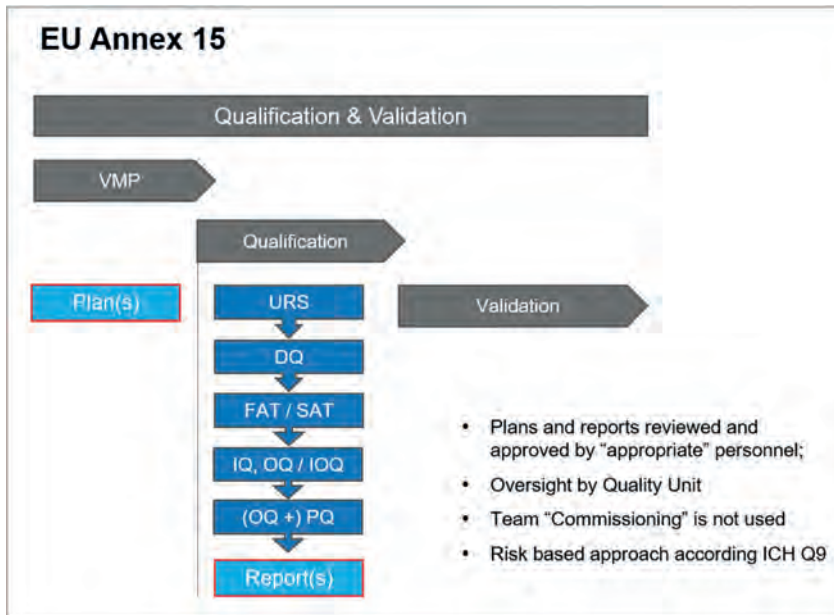 EU Annex 15
Qualification & Validation
VMP
Qualification
Plan(s)
URS
Validation
DQ
FAT / SAT
IQ, OQ / IOQ
(OQ +) PQ
Report(s)
• Plans and reports reviewed and
approved by “appropriate” personnel;
• Oversight by Quality Unit
• Team “Commissioning” is not used
• Risk based approach according ICH Q9